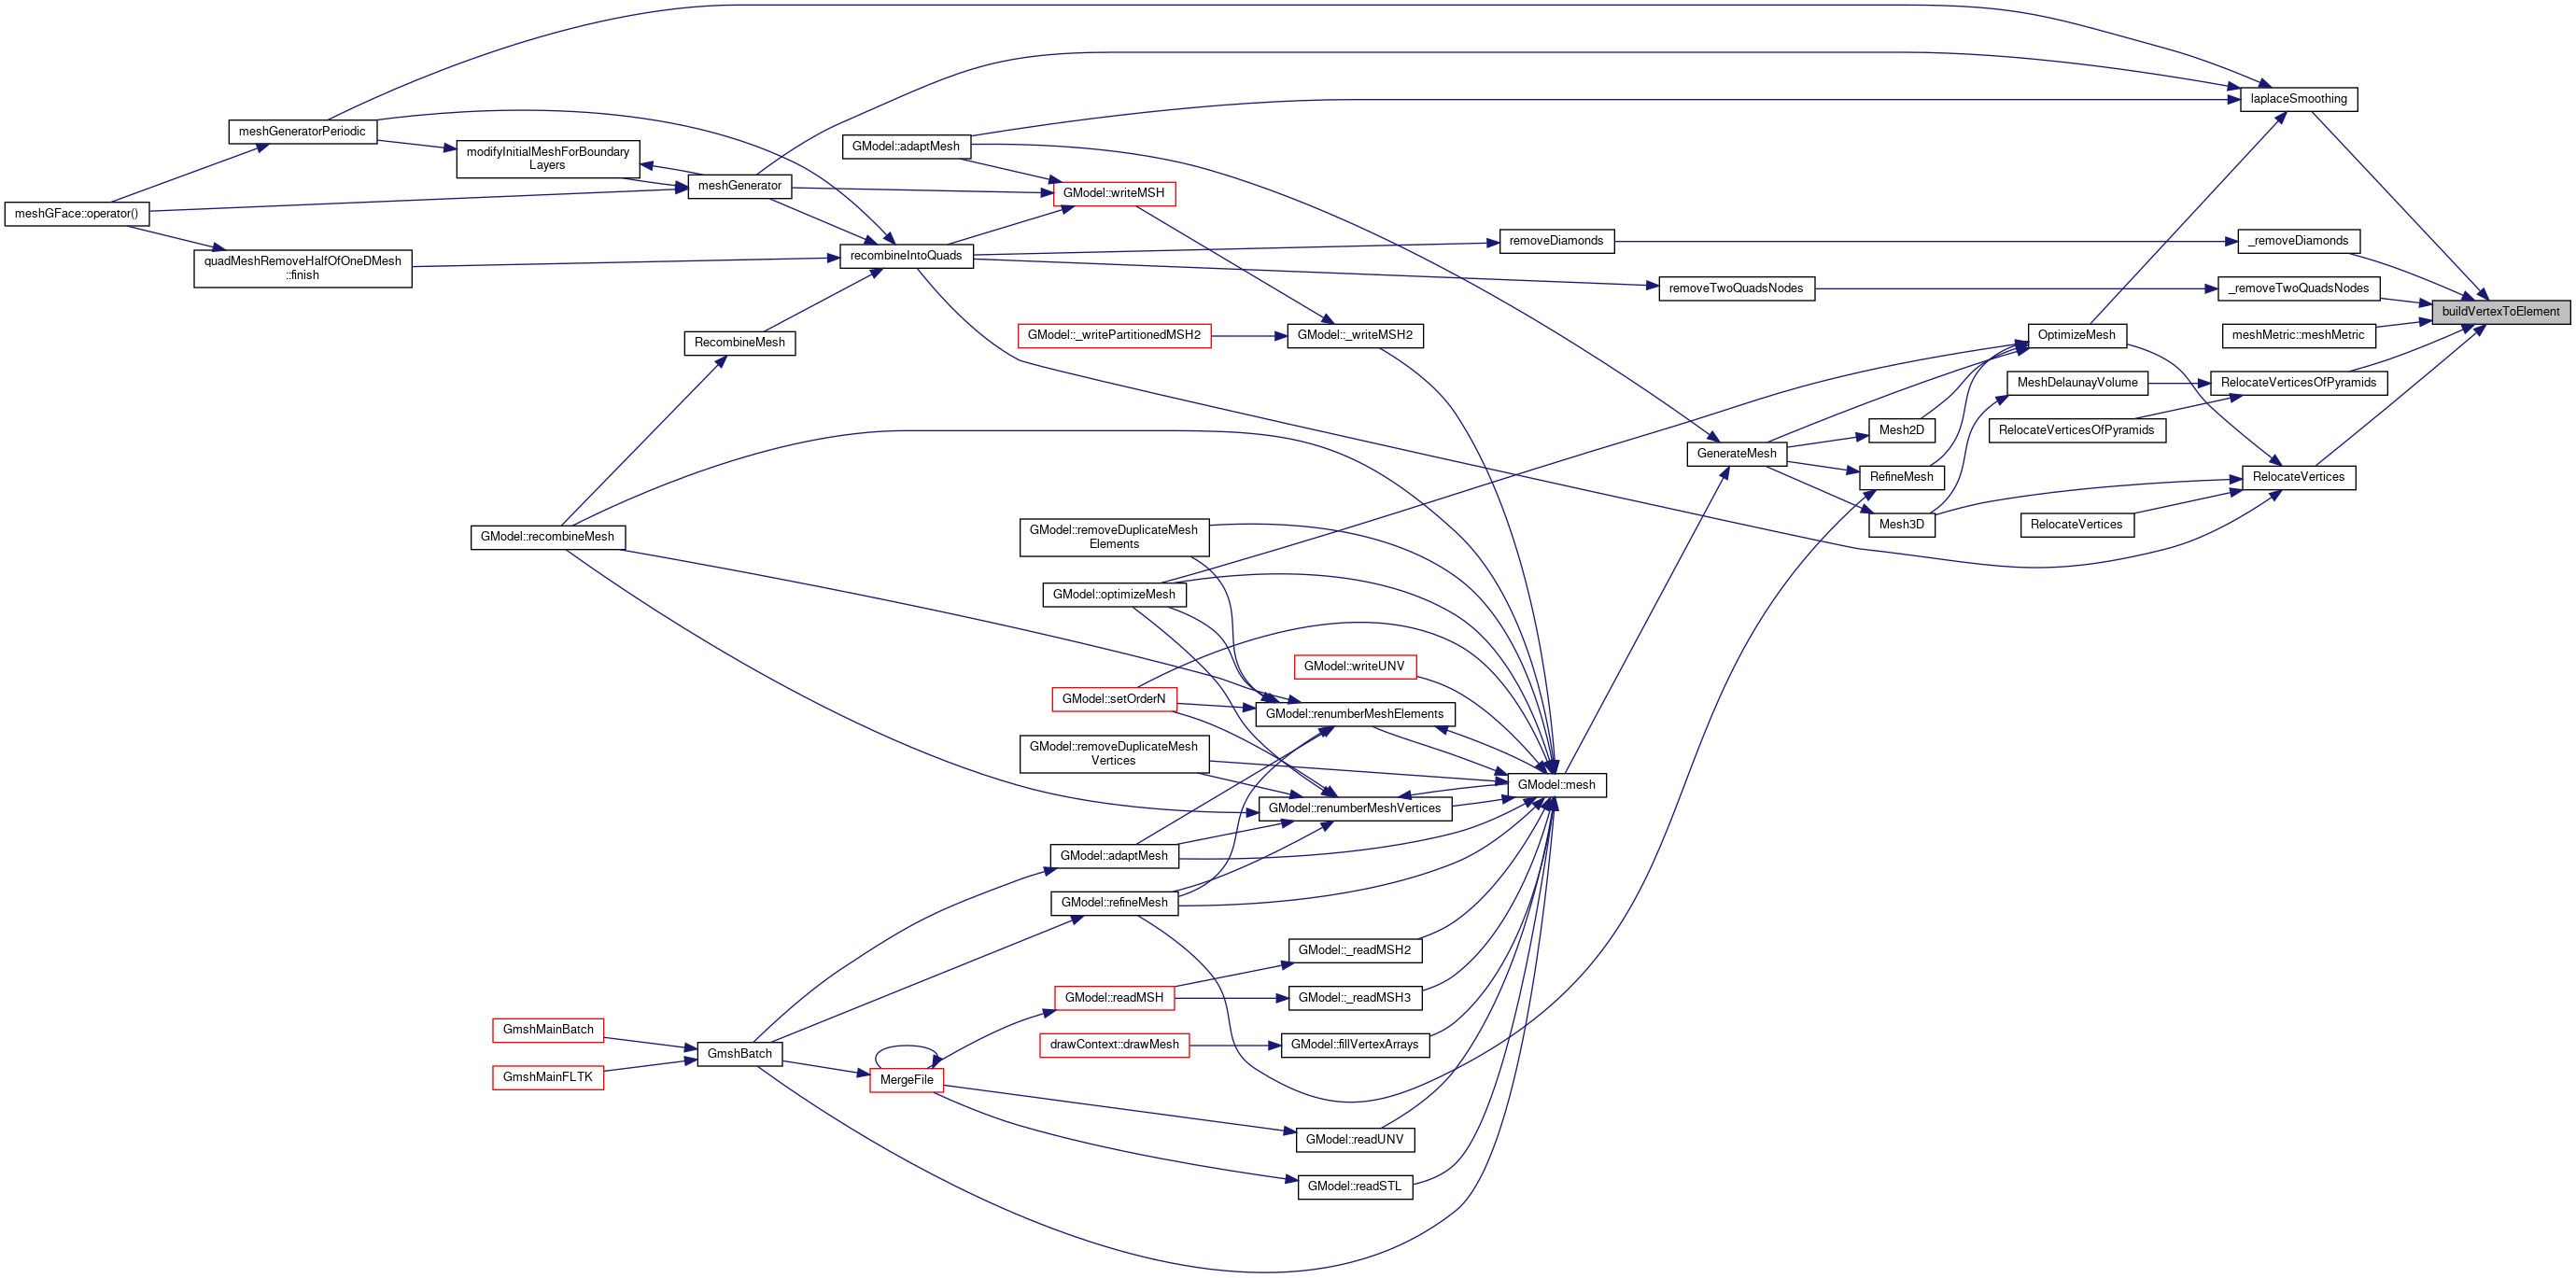 laplaceSmoothing
meshGeneratorPeriodic
GModel::adaptMesh
modifyInitialMeshForBoundary
Layers
meshGenerator
GModel::writeMSH
meshGFace::operator()
removeDiamonds
_removeDiamonds
recombineIntoQuads
quadMeshRemoveHalfOfOneDMesh
::finish
removeTwoQuadsNodes
_removeTwoQuadsNodes
buildVertexToElement
GModel::_writePartitionedMSH2
GModel::_writeMSH2
OptimizeMesh
meshMetric::meshMetric
RecombineMesh
MeshDelaunayVolume
RelocateVerticesOfPyramids
Mesh2D
RelocateVerticesOfPyramids
GenerateMesh
RefineMesh
RelocateVertices
Mesh3D
RelocateVertices
GModel::recombineMesh
GModel::removeDuplicateMesh
Elements
GModel::optimizeMesh
GModel::writeUNV
GModel::setOrderN
GModel::renumberMeshElements
GModel::removeDuplicateMesh
Vertices
GModel::mesh
GModel::renumberMeshVertices
GModel::adaptMesh
GModel::refineMesh
GModel::_readMSH2
GModel::readMSH
GModel::_readMSH3
GmshMainBatch
drawContext::drawMesh
GModel::fillVertexArrays
GmshBatch
GmshMainFLTK
MergeFile
GModel::readUNV
GModel::readSTL